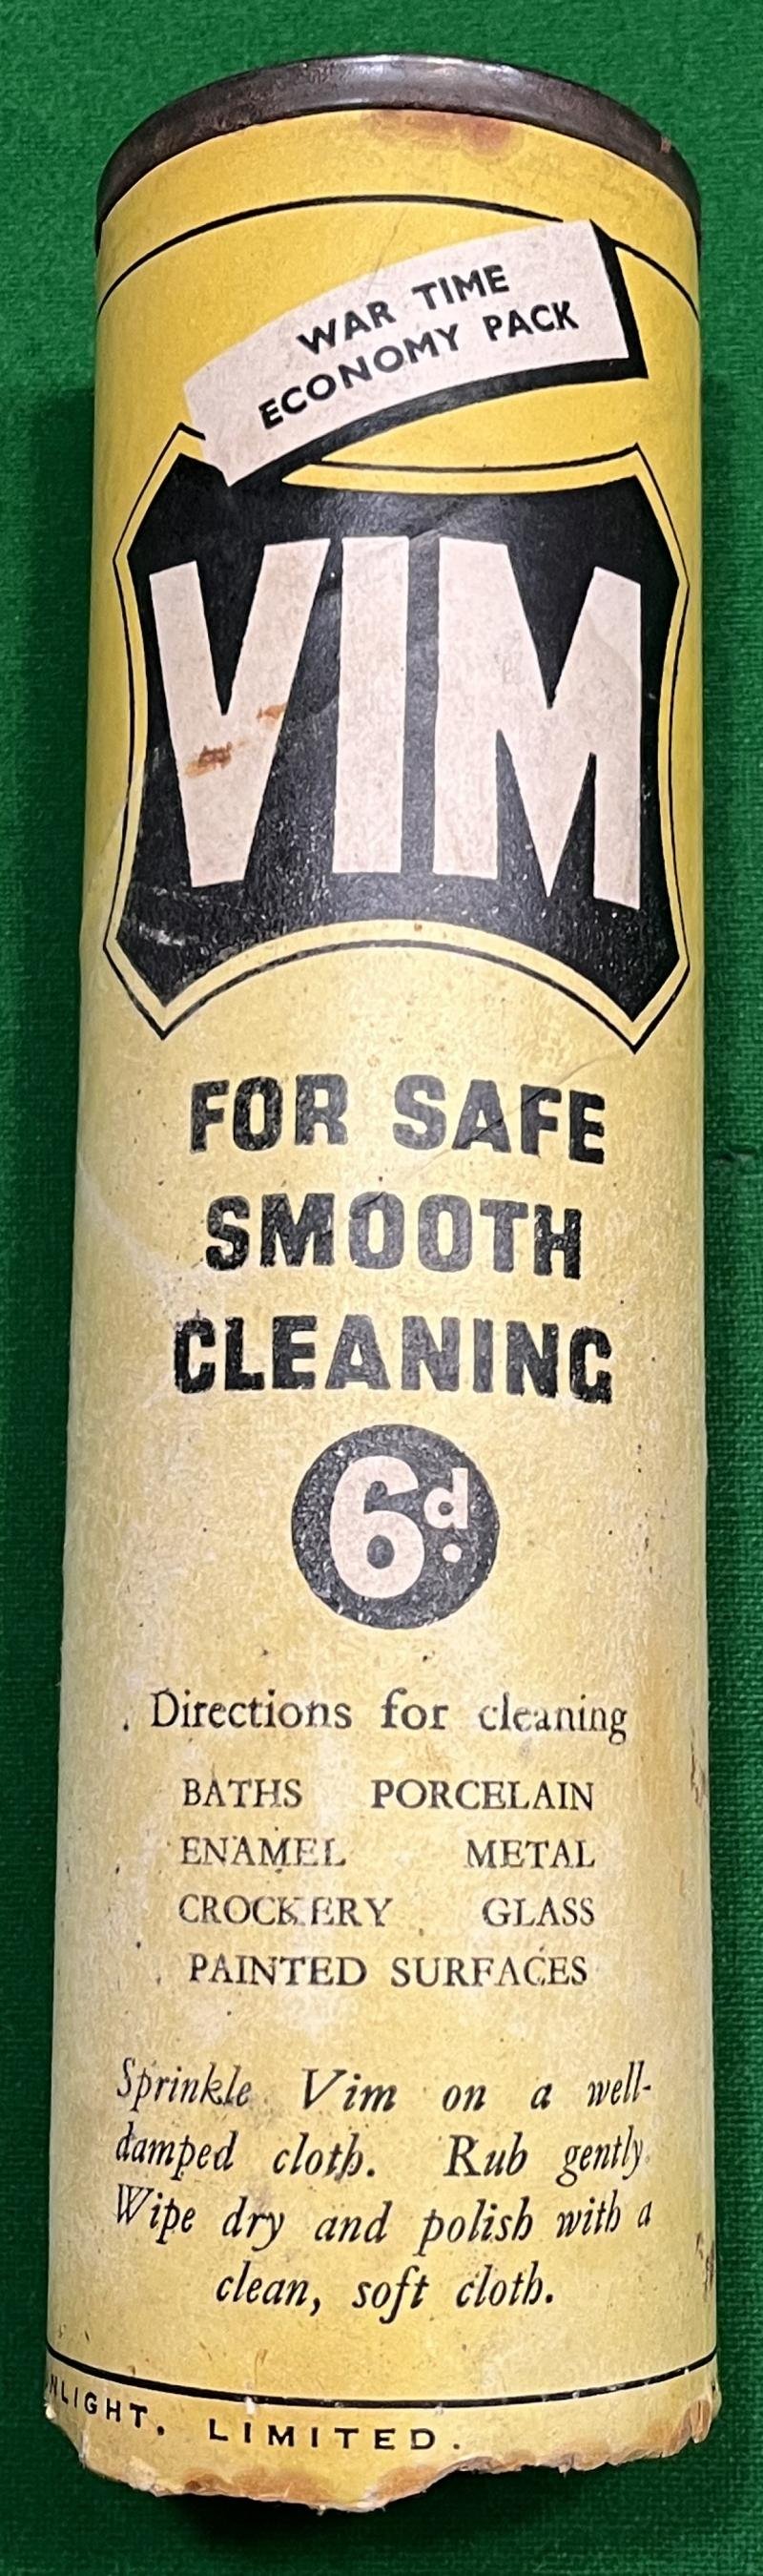 WAR TIME
ECONOMY PACK
VIM
FOR SAFE
SMOOTH
CLEANING
6d.
Directions for cleaning
BATHS PORCELAIN
ENAMEL METAL
CROCKERY GLASS
PAINTED SURFACES
Sprinkle Vim on a well-
damped cloth. Rub gently.
Wipe dry and polish with a
clean, soft cloth.
NLIGHT, LIMITED.